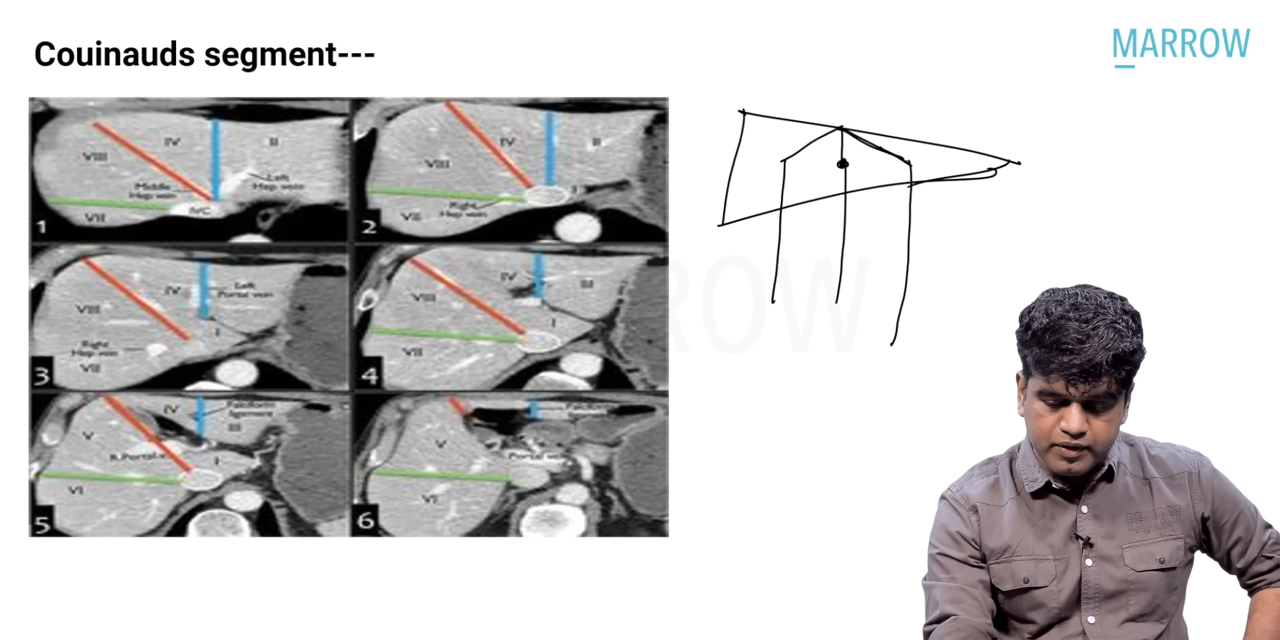 Couinauds segment---
MARROW
VIII
IV
II
Middle
Hep vein
Left
Hep vein
IVC
VII
1
VIII
IV
II
I
Right
Hep vein
VII
2
VIII
IV
Left
Portal vein
I
Right
Hep vein
VII
3
VIII
IV
III
I
VII
4
IV
Falciform
ligament
III
V
R.Portal v
I
VI
5
V
Portal vein
VI
6